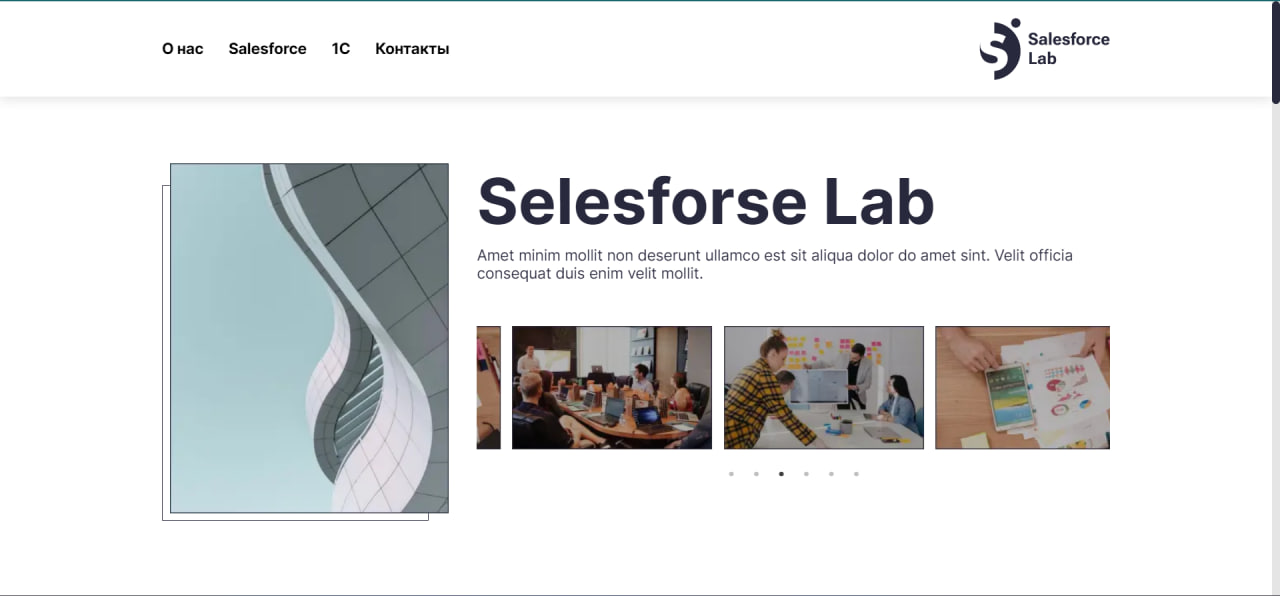 О нас Salesforce 1С Контакты
Salesforce
Lab
Selesforse Lab
Amet minim mollit non deserunt ullamco est sit aliqua dolor do amet sint. Velit officia
consequat duis enim velit mollit.